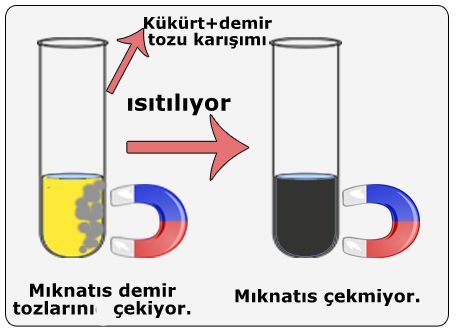 Kükürt+demir
tozu karışımı
ısıtılıyor
Mıknatıs demir
tozlarını çekiyor.
Mıknatıs çekmiyor.